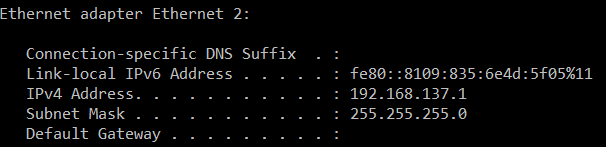 Ethernet adapter Ethernet 2:
Connection-specific DNS Suffix  . :
Link-local IPv6 Address . . . . . : fe80::8109:835:6e4d:5f05%11
IPv4 Address. . . . . . . . . . . : 192.168.137.1
Subnet Mask . . . . . . . . . . . : 255.255.255.0
Default Gateway . . . . . . . . . :